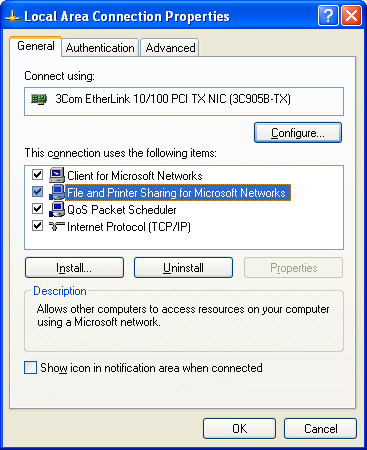 Local Area Connection Properties
General Authentication Advanced
Connect using:
3Com EtherLink 10/100 PCI TX NIC (3C905B-TX)
Configure...
This connection uses the following items:
Client for Microsoft Networks
File and Printer Sharing for Microsoft Networks
QoS Packet Scheduler
Internet Protocol (TCP/IP)
Install... Uninstall Properties
Description
Allows other computers to access resources on your computer
using a Microsoft network.
Show icon in notification area when connected
OK Cancel